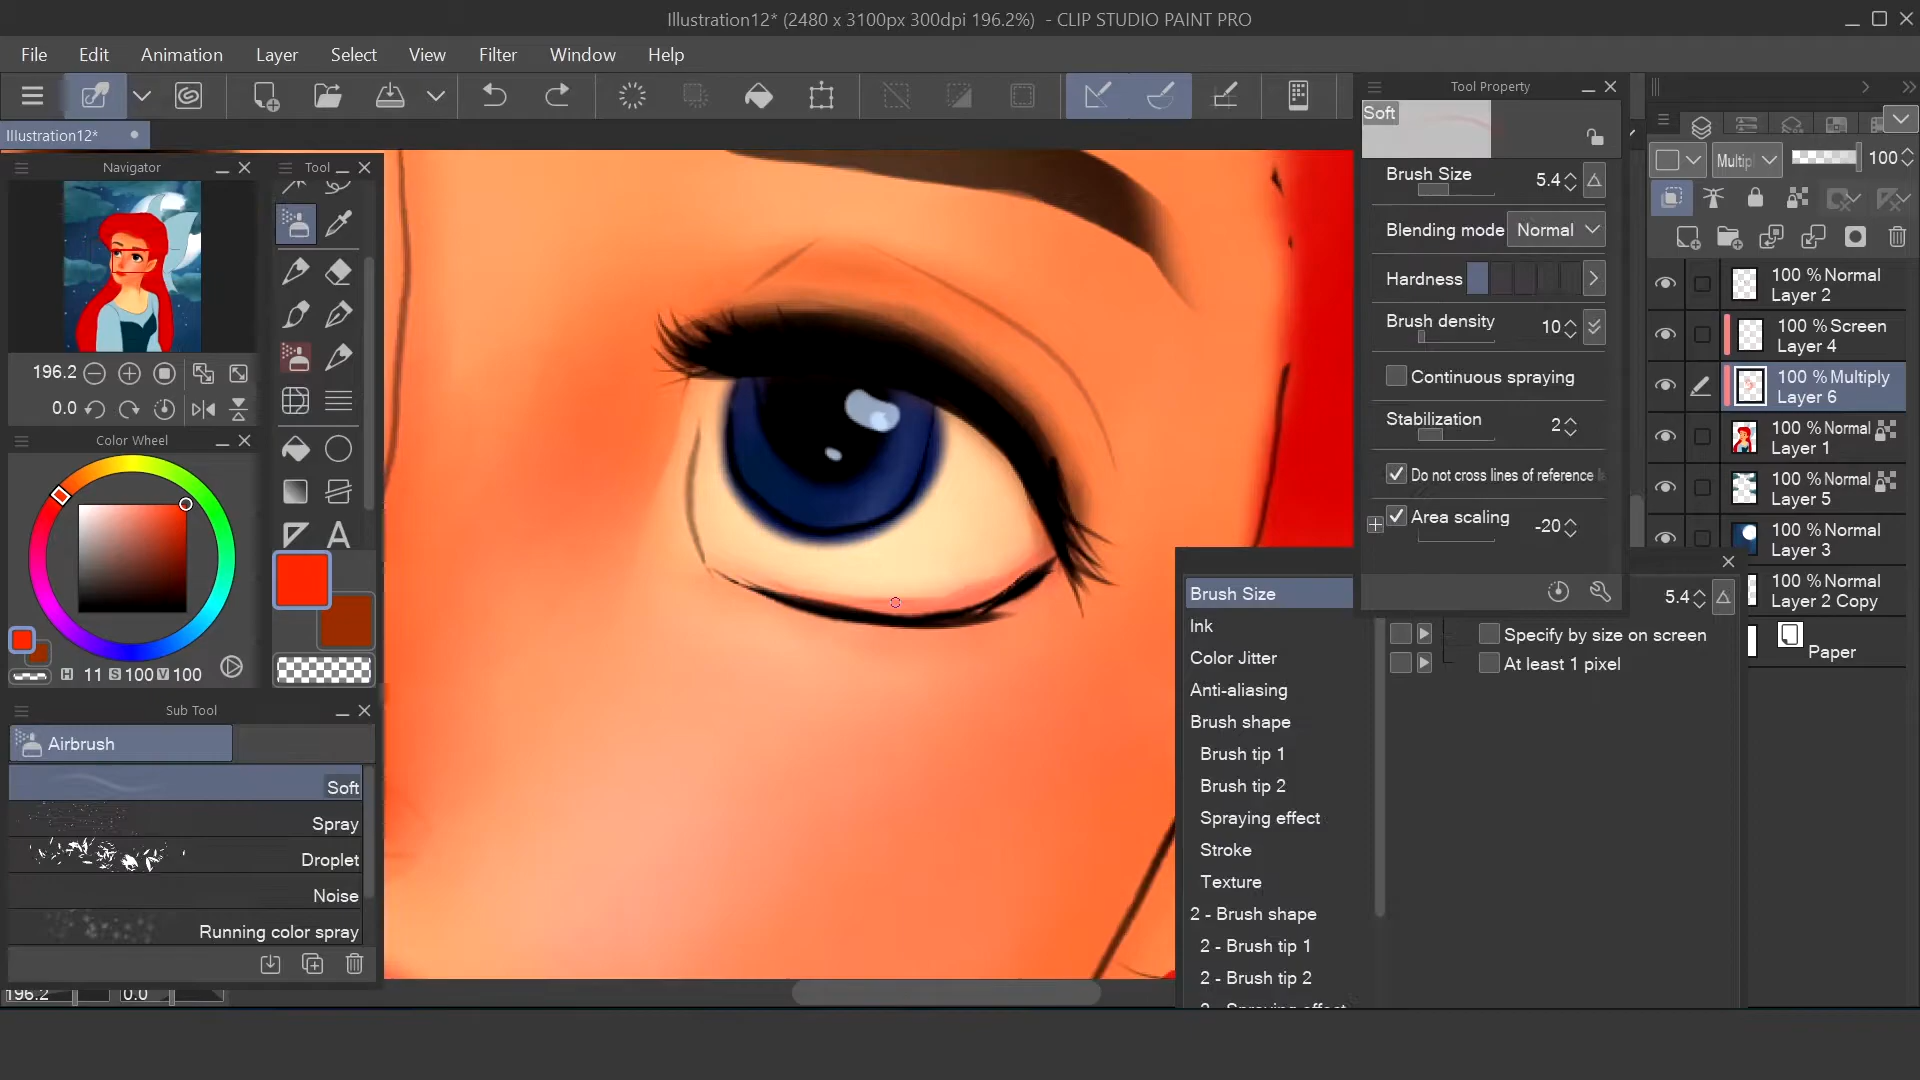 Illustration12* (2480 x 3100px 300dpi 196.2%)  - CLIP STUDIO PAINT PRO
File Edit Animation Layer Select View Filter Window Help
Illustration12*
Navigator
196.2
0.0
Color Wheel
H 11 S 100 V 100
Tool
A
Sub Tool
Airbrush
Soft
Spray
Droplet
Noise
Running color spray
196.2 0.0
Tool Property
Soft
Brush Size 5.4
Blending mode Normal
Hardness
Brush density 10
Continuous spraying
Stabilization 2
Do not cross lines of reference
Area scaling -20
Brush Size
Ink
Color Jitter
Anti-aliasing
Brush shape
Brush tip 1
Brush tip 2
Spraying effect
Stroke
Texture
2 - Brush shape
2 - Brush tip 1
2 - Brush tip 2
5.4
Specify by size on screen
At least 1 pixel
Multipl 100
100 % Normal
Layer 2
100 % Screen
Layer 4
100 % Multiply
Layer 6
100 % Normal
Layer 1
100 % Normal
Layer 5
100 % Normal
Layer 3
100 % Normal
Layer 2 Copy
Paper